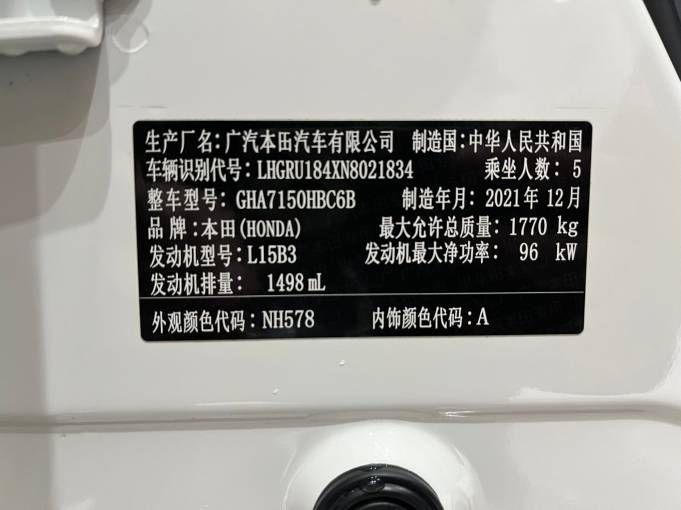 生产厂名:广汽本田汽车有限公司 制造国:中华人民共和国
车辆识别代号:LHGRU184XN8021834 乘坐人数:5
整车型号:GHA7150HBC6B 制造年月:2021年12月
品牌:本田(HONDA) 最大允许总质量:1770 kg
发动机型号:L15B3 发动机最大净功率:96 kW
发动机排量:1498 mL
外观颜色代码:NH578 内饰颜色代码:A